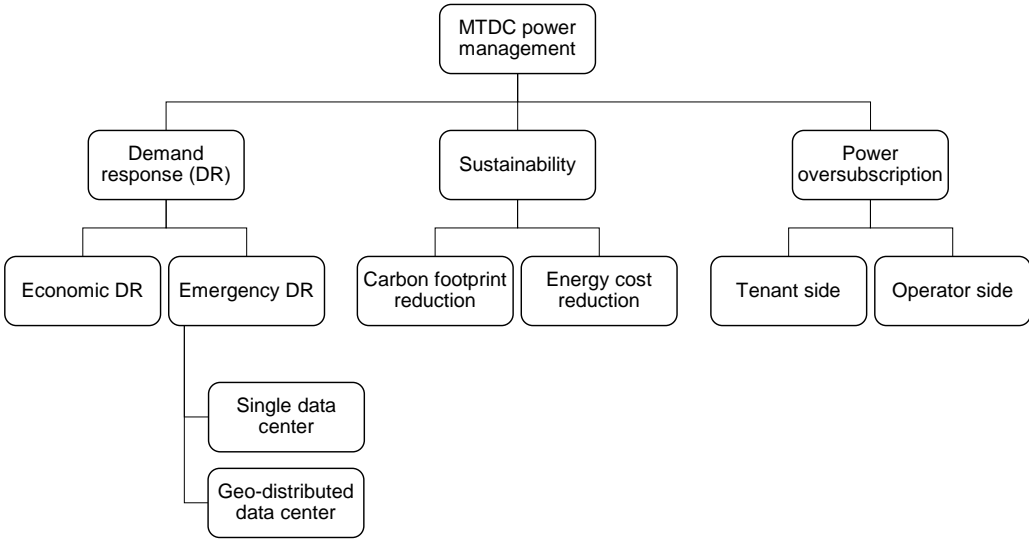 MTDC power
management
Demand
response (DR)
Sustainability
Power
oversubscription
Economic DR
Emergency DR
Carbon footprint
reduction
Energy cost
reduction
Tenant side
Operator side
Single data
center
Geo-distributed
data center